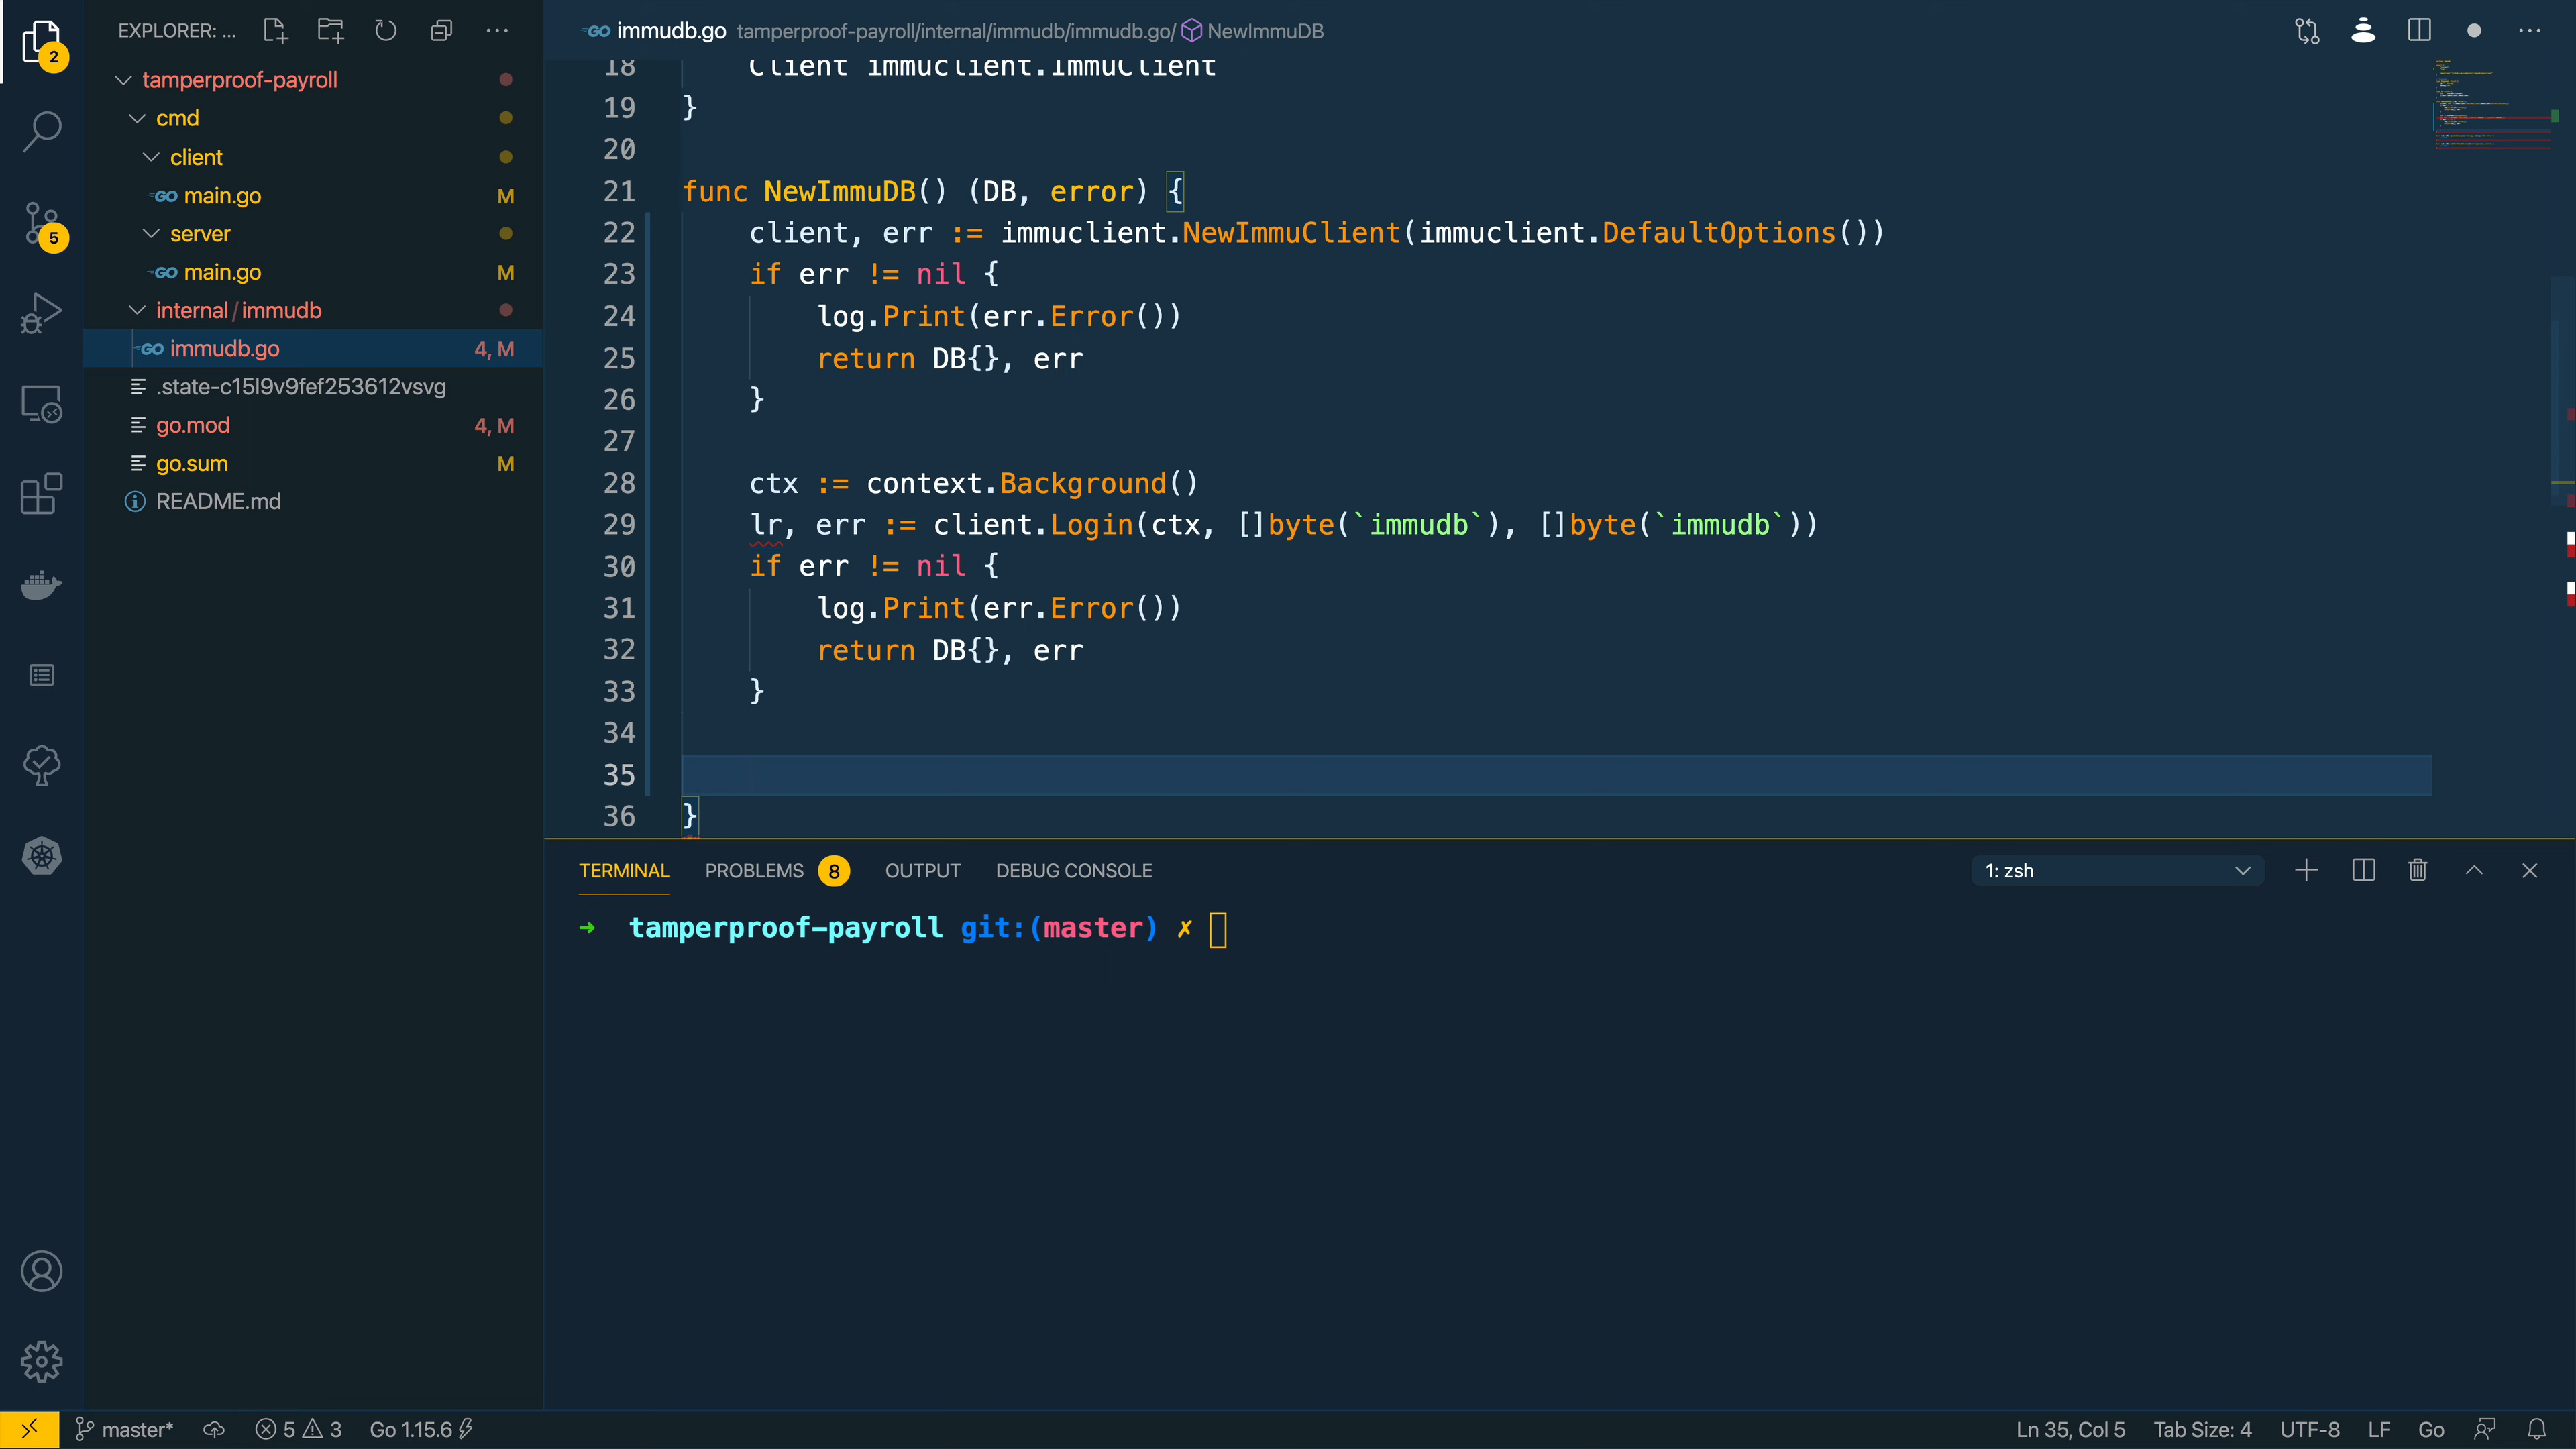 EXPLORER: ...
2
tamperproof-payroll
cmd
client
GO main.go M
server
GO main.go M
internal/immudb
GO immudb.go 4, M
.state-c15l9v9fef253612vsvg
go.mod 4, M
go.sum M
README.md
5
GO immudb.go tamperproof-payroll/internal/immudb/immudb.go/ NewImmuDB
18 Client immuclient.ImmuClient
19 }
20
21 func NewImmuDB() (DB, error) {
22 client, err := immuclient.NewImmuClient(immuclient.DefaultOptions())
23 if err != nil {
24 log.Print(err.Error())
25 return DB{}, err
26 }
27
28 ctx := context.Background()
29 lr, err := client.Login(ctx, []byte(`immudb`), []byte(`immudb`))
30 if err != nil {
31 log.Print(err.Error())
32 return DB{}, err
33 }
34
35
36 }
TERMINAL PROBLEMS 8 OUTPUT DEBUG CONSOLE 1: zsh
➜ tamperproof-payroll git:(master) ✗
master* 5 3 Go 1.15.6 Ln 35, Col 5 Tab Size: 4 UTF-8 LF Go